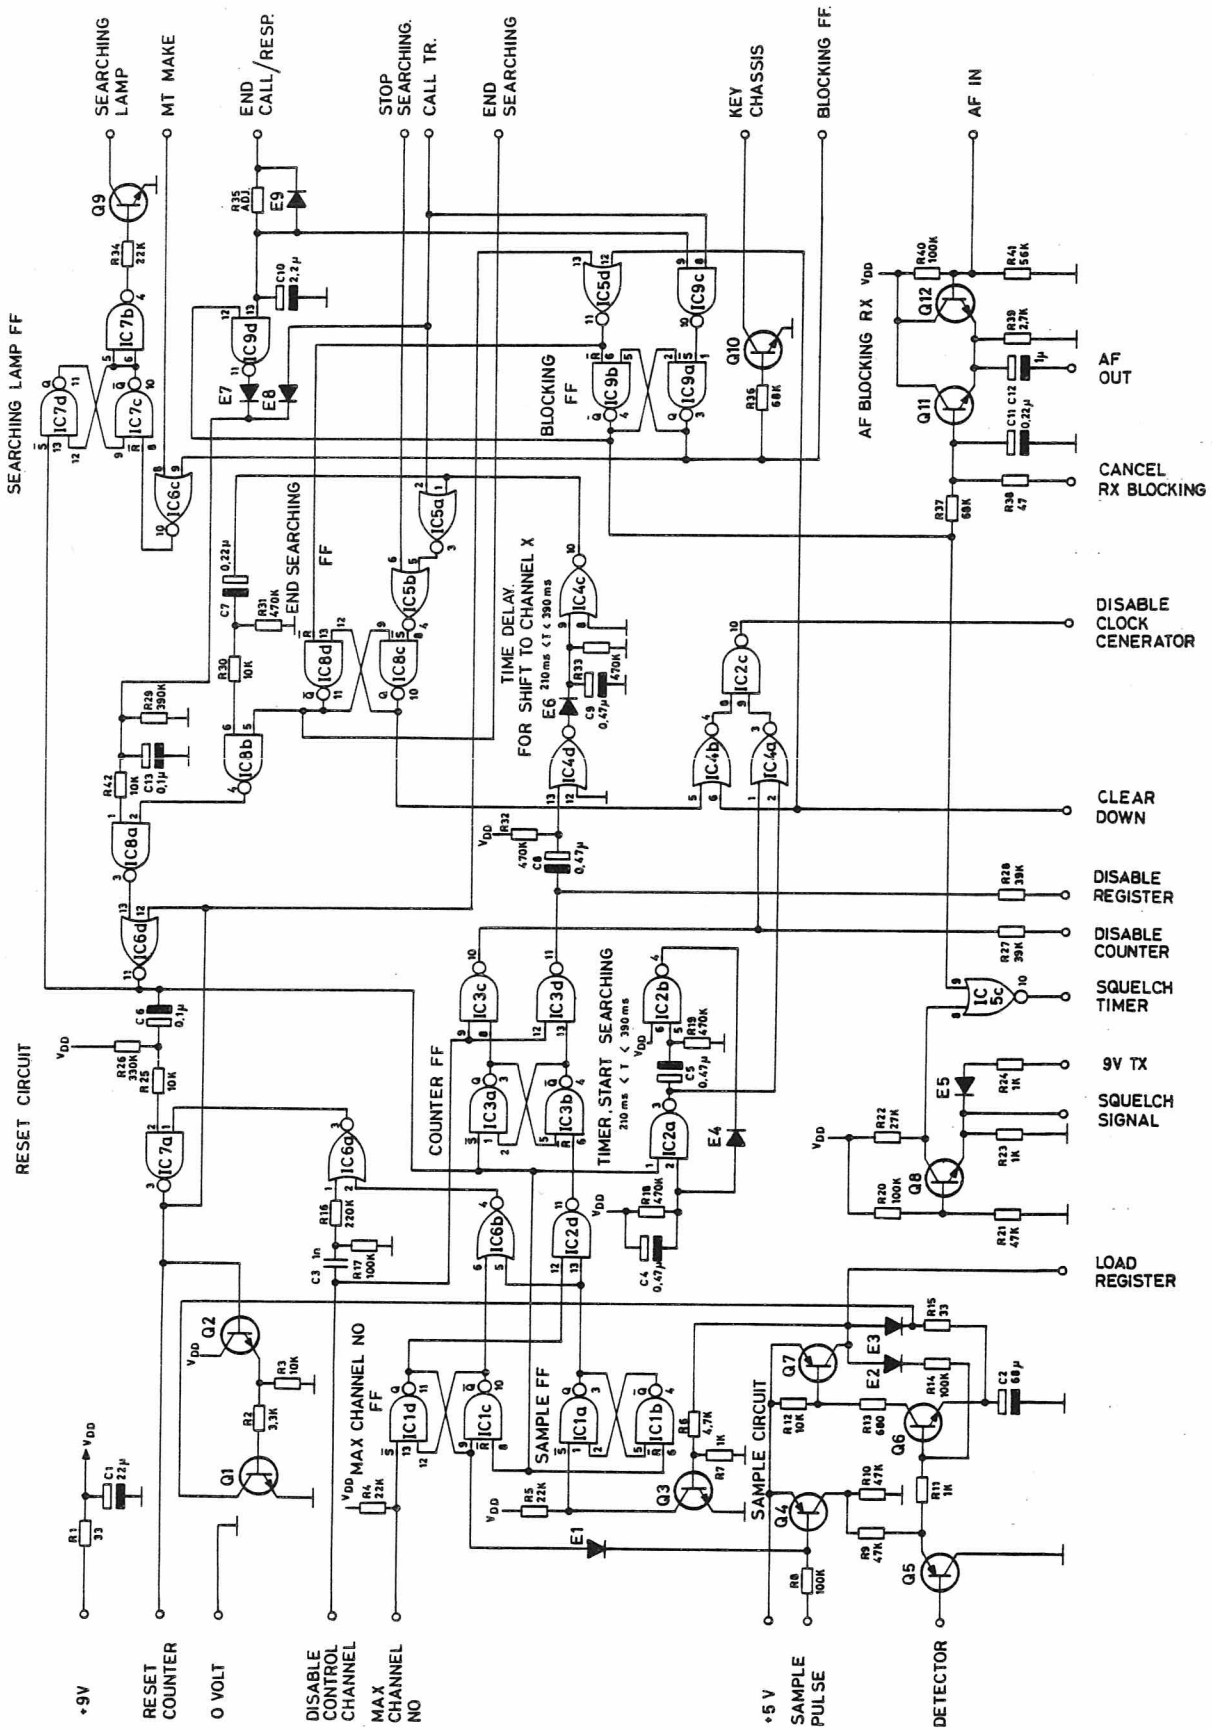 SEARCHING LAMP FF
RESET CIRCUIT
SEARCHING
LAMP
MT MAKE
END
CALL/RESP.
STOP
SEARCHING.
CALL TR.
END
SEARCHING
KEY
CHASSIS
BLOCKING FF.
AF IN
AF
OUT
CANCEL
RX BLOCKING
DISABLE
CLOCK
CENERATOR
CLEAR
DOWN
DISABLE
REGISTER
DISABLE
COUNTER
SQUELCH
TIMER
9V TX
SQUELCH
SIGNAL
LOAD
REGISTER
+9V
RESET
COUNTER
0 VOLT
DISABLE
CONTROL
CHANNEL
MAX
CHANNEL
NO
+5 V
SAMPLE
PULSE
DETECTOR
R1
33
C1
22µ
VDD
Q1
R2
3,3K
R3
10K
VDD
Q2
C3
1n
R17
100K
R16
220K
IC6a
IC7a
R25
10K
R26
330K
VDD
C6
0,1µ
IC6d
IC8a
R42
10K
C13
0,1µ
R29
390K
IC8b
R30
10K
R31
470K
C7
0,22µ
IC6c
IC7d
IC7c
IC7b
R34
22K
Q9
E7
E8
IC9d
C10
2,2µ
R35
ADJ.
E9
END SEARCHING
FF
IC8d
IC8c
IC5b
IC5a
BLOCKING
FF
IC5d
IC9b
IC9a
IC9c
Q10
R36
68K
AF BLOCKING RX
VDD
R40
100K
R41
56K
Q12
Q11
R39
2,7K
C12
1µ
C11
0,22µ
R37
68K
R38
47
TIME DELAY.
FOR SHIFT TO CHANNEL X
210 ms < T < 390 ms
IC4d
E6
C9
0,47µ
R33
470K
IC4c
VDD
R32
470K
C8
0,47µ
IC4b
IC4a
IC2c
R28
39K
R27
39K
COUNTER FF
IC3a
IC3b
IC3c
IC3d
TIMER.START SEARCHING
210 ms < T < 390ms
IC2a
IC2b
VDD
C5
0,47µ
R19
470K
E4
VDD
R18
470K
C4
0,47µ
IC2d
IC6b
MAX CHANNEL NO
FF
VDD
R4
22K
IC1d
IC1c
SAMPLE FF
VDD
R5
22K
IC1a
IC1b
E1
Q3
R6
4,7K
R7
1K
SAMPLE CIRCUIT
R8
100K
Q4
R9
47K
R10
47K
Q5
R11
1K
Q6
R12
10K
R13
680
Q7
E2
E3
R14
100K
R15
33
C2
68µ
VDD
R20
100K
R21
47K
R22
27K
Q8
R23
1K
R24
1K
E5
IC
5c